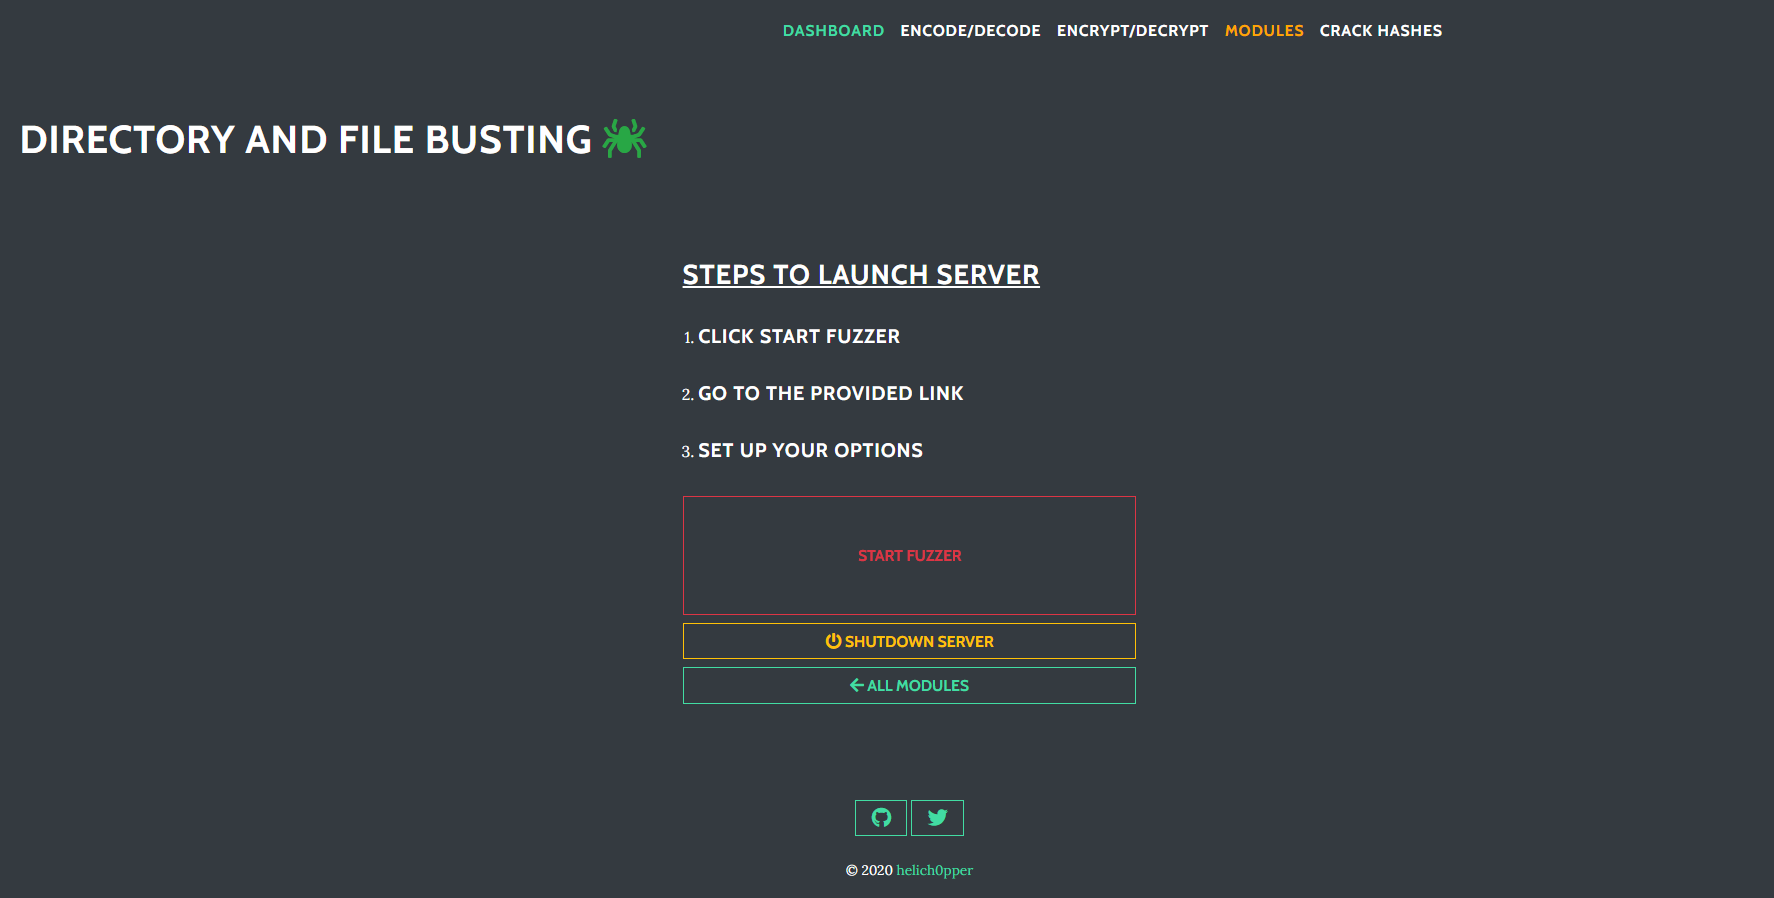 DASHBOARD ENCODE/DECODE ENCRYPT/DECRYPT MODULES CRACK HASHES
DIRECTORY AND FILE BUSTING
STEPS TO LAUNCH SERVER
1. CLICK START FUZZER
2. GO TO THE PROVIDED LINK
3. SET UP YOUR OPTIONS
START FUZZER
SHUTDOWN SERVER
ALL MODULES
© 2020 helich0pper